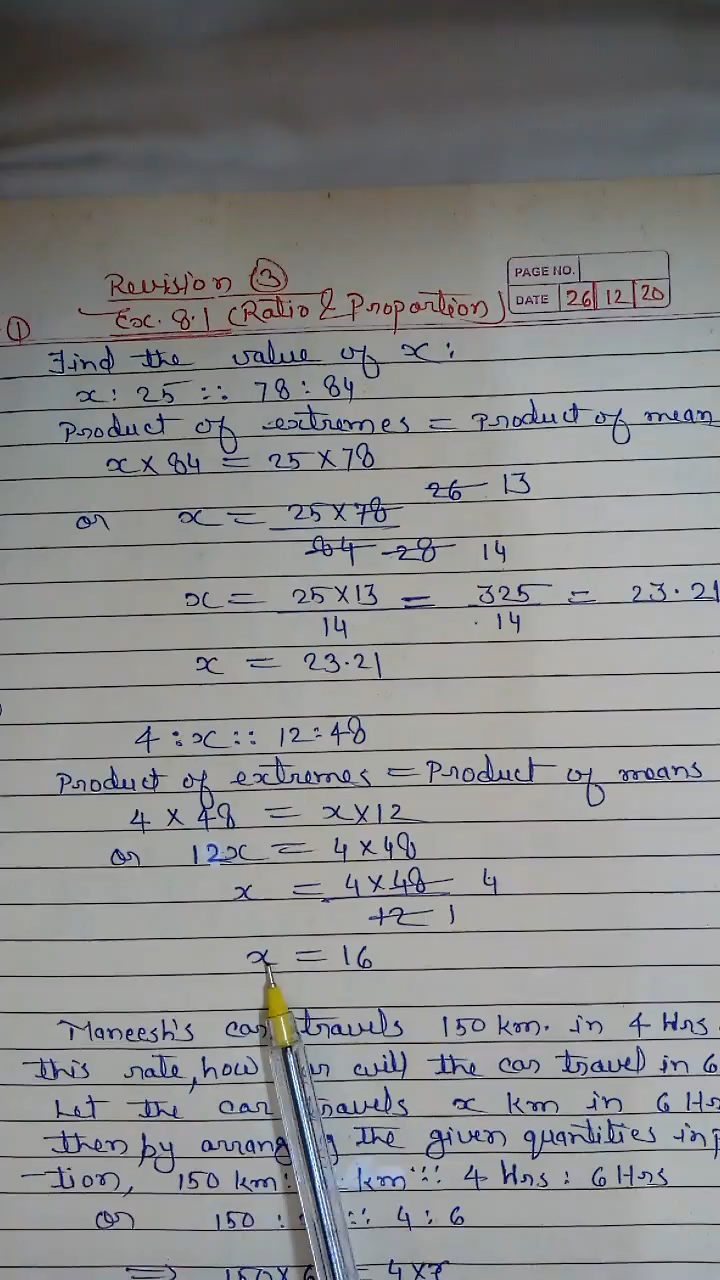 Revision ③
PAGE NO.
DATE 26 12 20
Exc. 8.1 (Ratio & Proportion)
①
Find the value of x:
x : 25 :: 78 : 84
Product of extremes = Product of mean
x × 84 = 25 × 78
26 13
or x = 25 × 78
84 28 14
x = 25×13 = 325 = 23.21
14 14
x = 23.21
4 : x :: 12 : 48
Product of extremes = Product of means
4 × 48 = x × 12
or 12x = 4 × 48
x = 4×48 4
12 1
x = 16
Maneesh's car travels 150 km. in 4 Hrs.
this rate, how will the car travel in 6
Let the car travels x km in 6 Hrs
then by the given quantities in
-tion, 150 km : km :: 4 Hrs : 6 Hrs
or 150 : :: 4 : 6
⇒ 150 × 6 = 4 ×